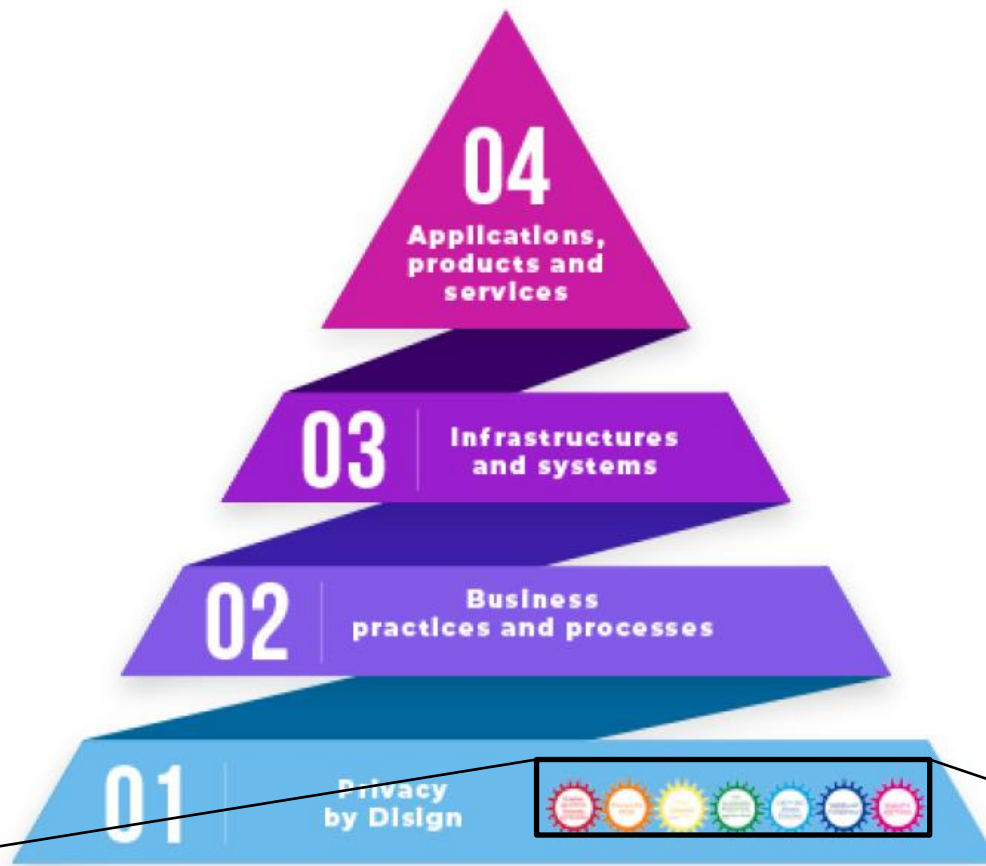 04
Applications,
products and
services
03
Infrastructures
and systems
02
Business
practices and processes
01
Privacy
by Disign